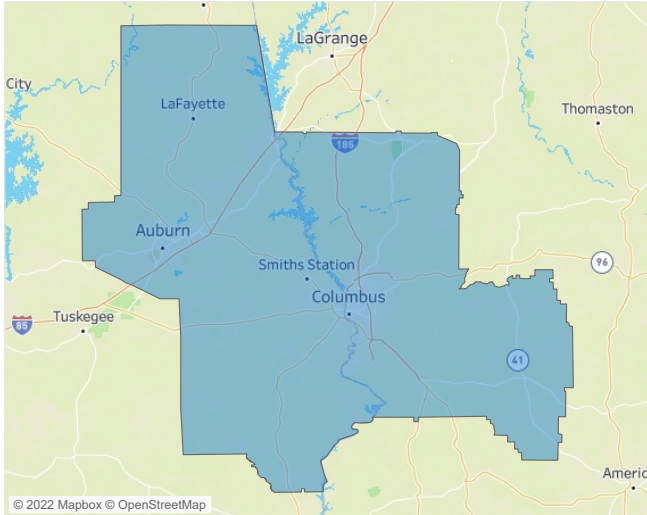 LaGrange
City
LaFayette
Thomaston
185
Auburn
Smiths Station
96
Columbus
Tuskegee
85
41
Americ
© 2022 Mapbox © OpenStreetMap